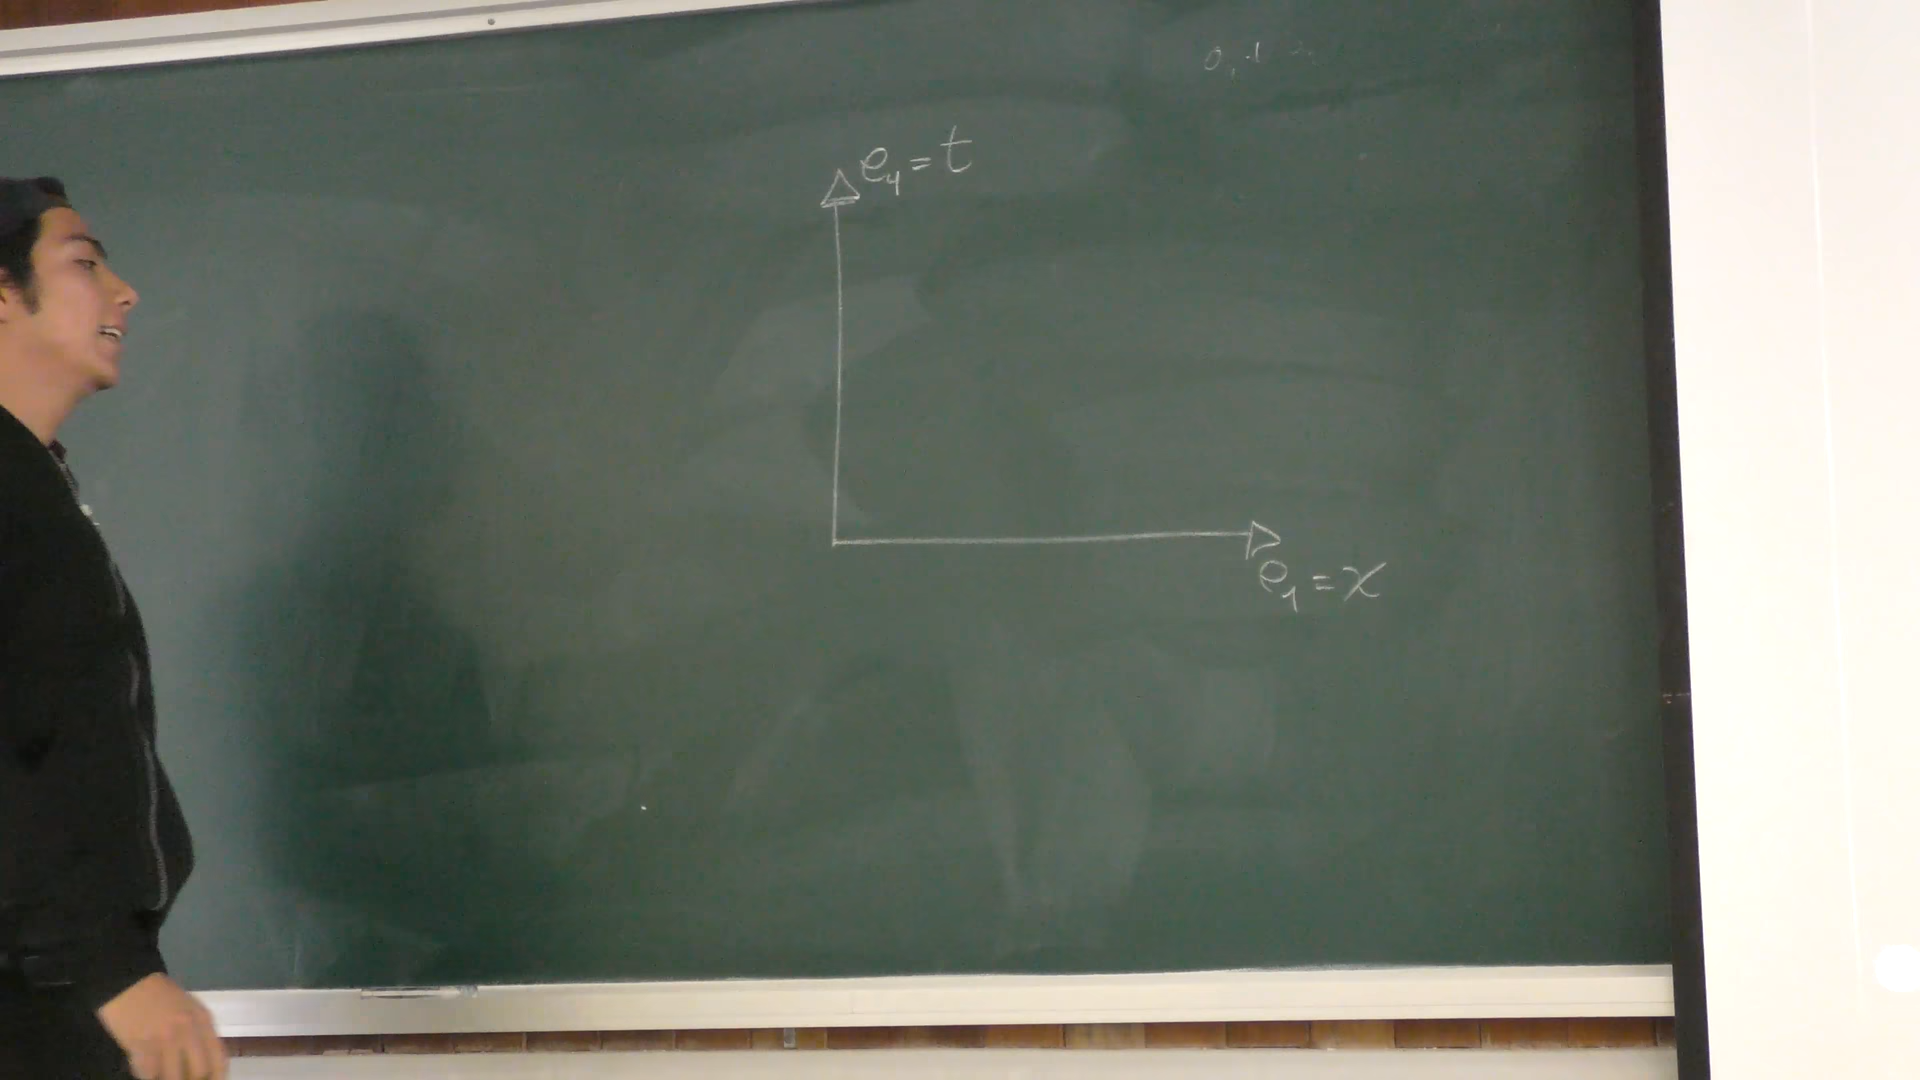 e₄ = t
e₁ = x